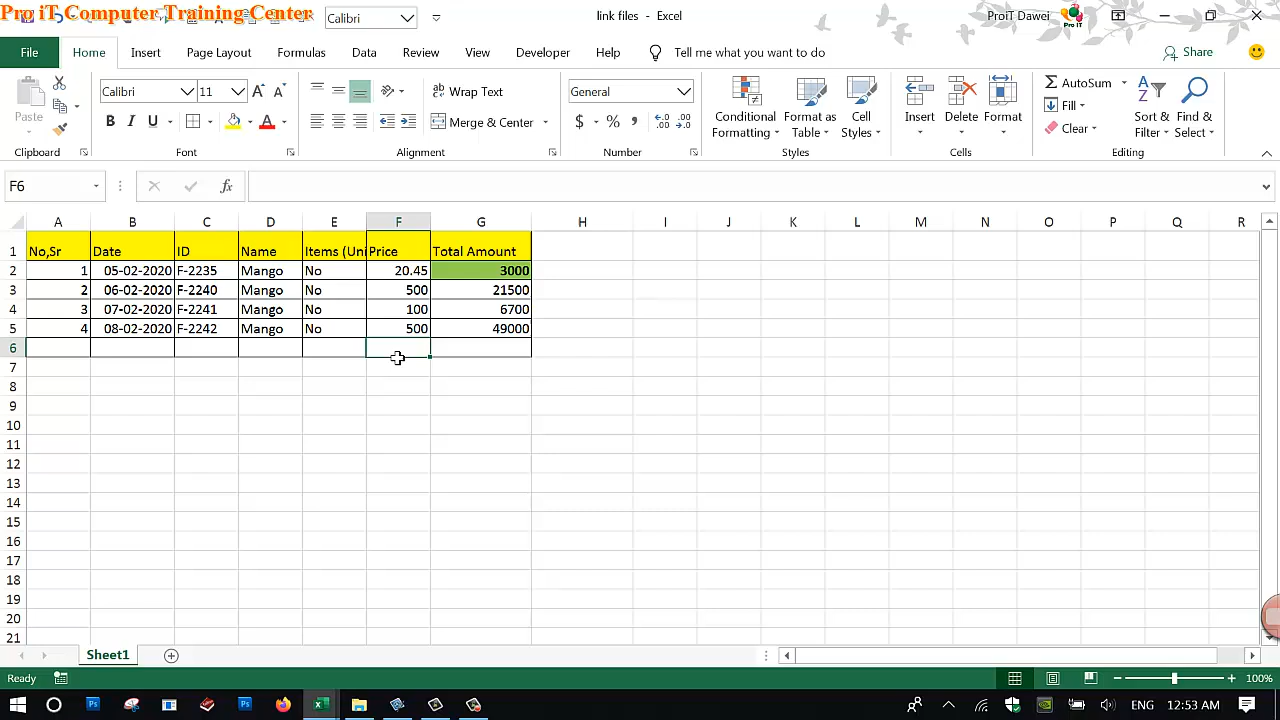 Pro iT Computer Training Center
Calibri
link files - Excel
ProiT Dawei
File Home Insert Page Layout Formulas Data Review View Developer Help Tell me what you want to do Share
Paste
Calibri 11
B I U A
Wrap Text
Merge & Center
General
$ % ,
Conditional Formatting
Format as Table
Cell Styles
Insert Delete Format
AutoSum
Fill
Clear
Sort & Filter
Find & Select
Clipboard Font Alignment Number Styles Cells Editing
F6 fx
A B C D E F G H I J K L M N O P Q R
1 No,Sr Date ID Name Items (Uni Price Total Amount
2 1 05-02-2020 F-2235 Mango No 20.45 3000
3 2 06-02-2020 F-2240 Mango No 500 21500
4 3 07-02-2020 F-2241 Mango No 100 6700
5 4 08-02-2020 F-2242 Mango No 500 49000
6
7
8
9
10
11
12
13
14
15
16
17
18
19
20
21
Sheet1
Ready 100%
ENG 12:53 AM